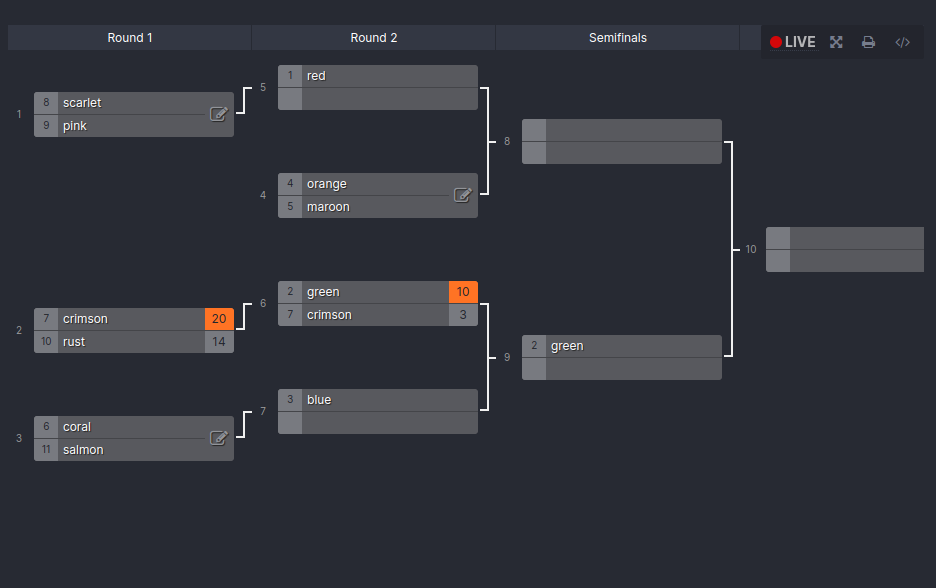 Round 1
Round 2
Semifinals
LIVE
1
8 scarlet
9 pink
2
7 crimson 20
10 rust 14
3
6 coral
11 salmon
5
1 red
4
4 orange
5 maroon
6
2 green 10
7 crimson 3
7
3 blue
8
9
2 green
10